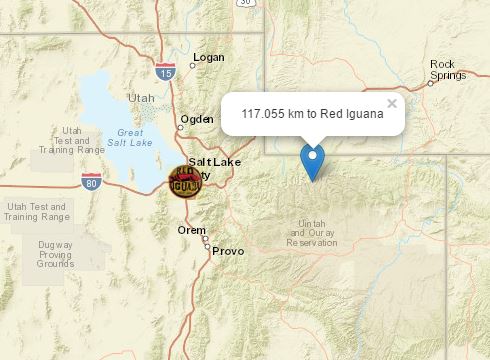 30
Logan
15
Rock
Springs
Utah
117.055 km to Red Iguana
×
Ogden
Great
Salt Lake
Utah
Test and
Training Range
Salt Lake
ity
RED
IGUANA
80
Utah Test and
Training Range
Uintah
and Ouray
Reservation
Orem
Dugway
Proving
Grounds
Provo